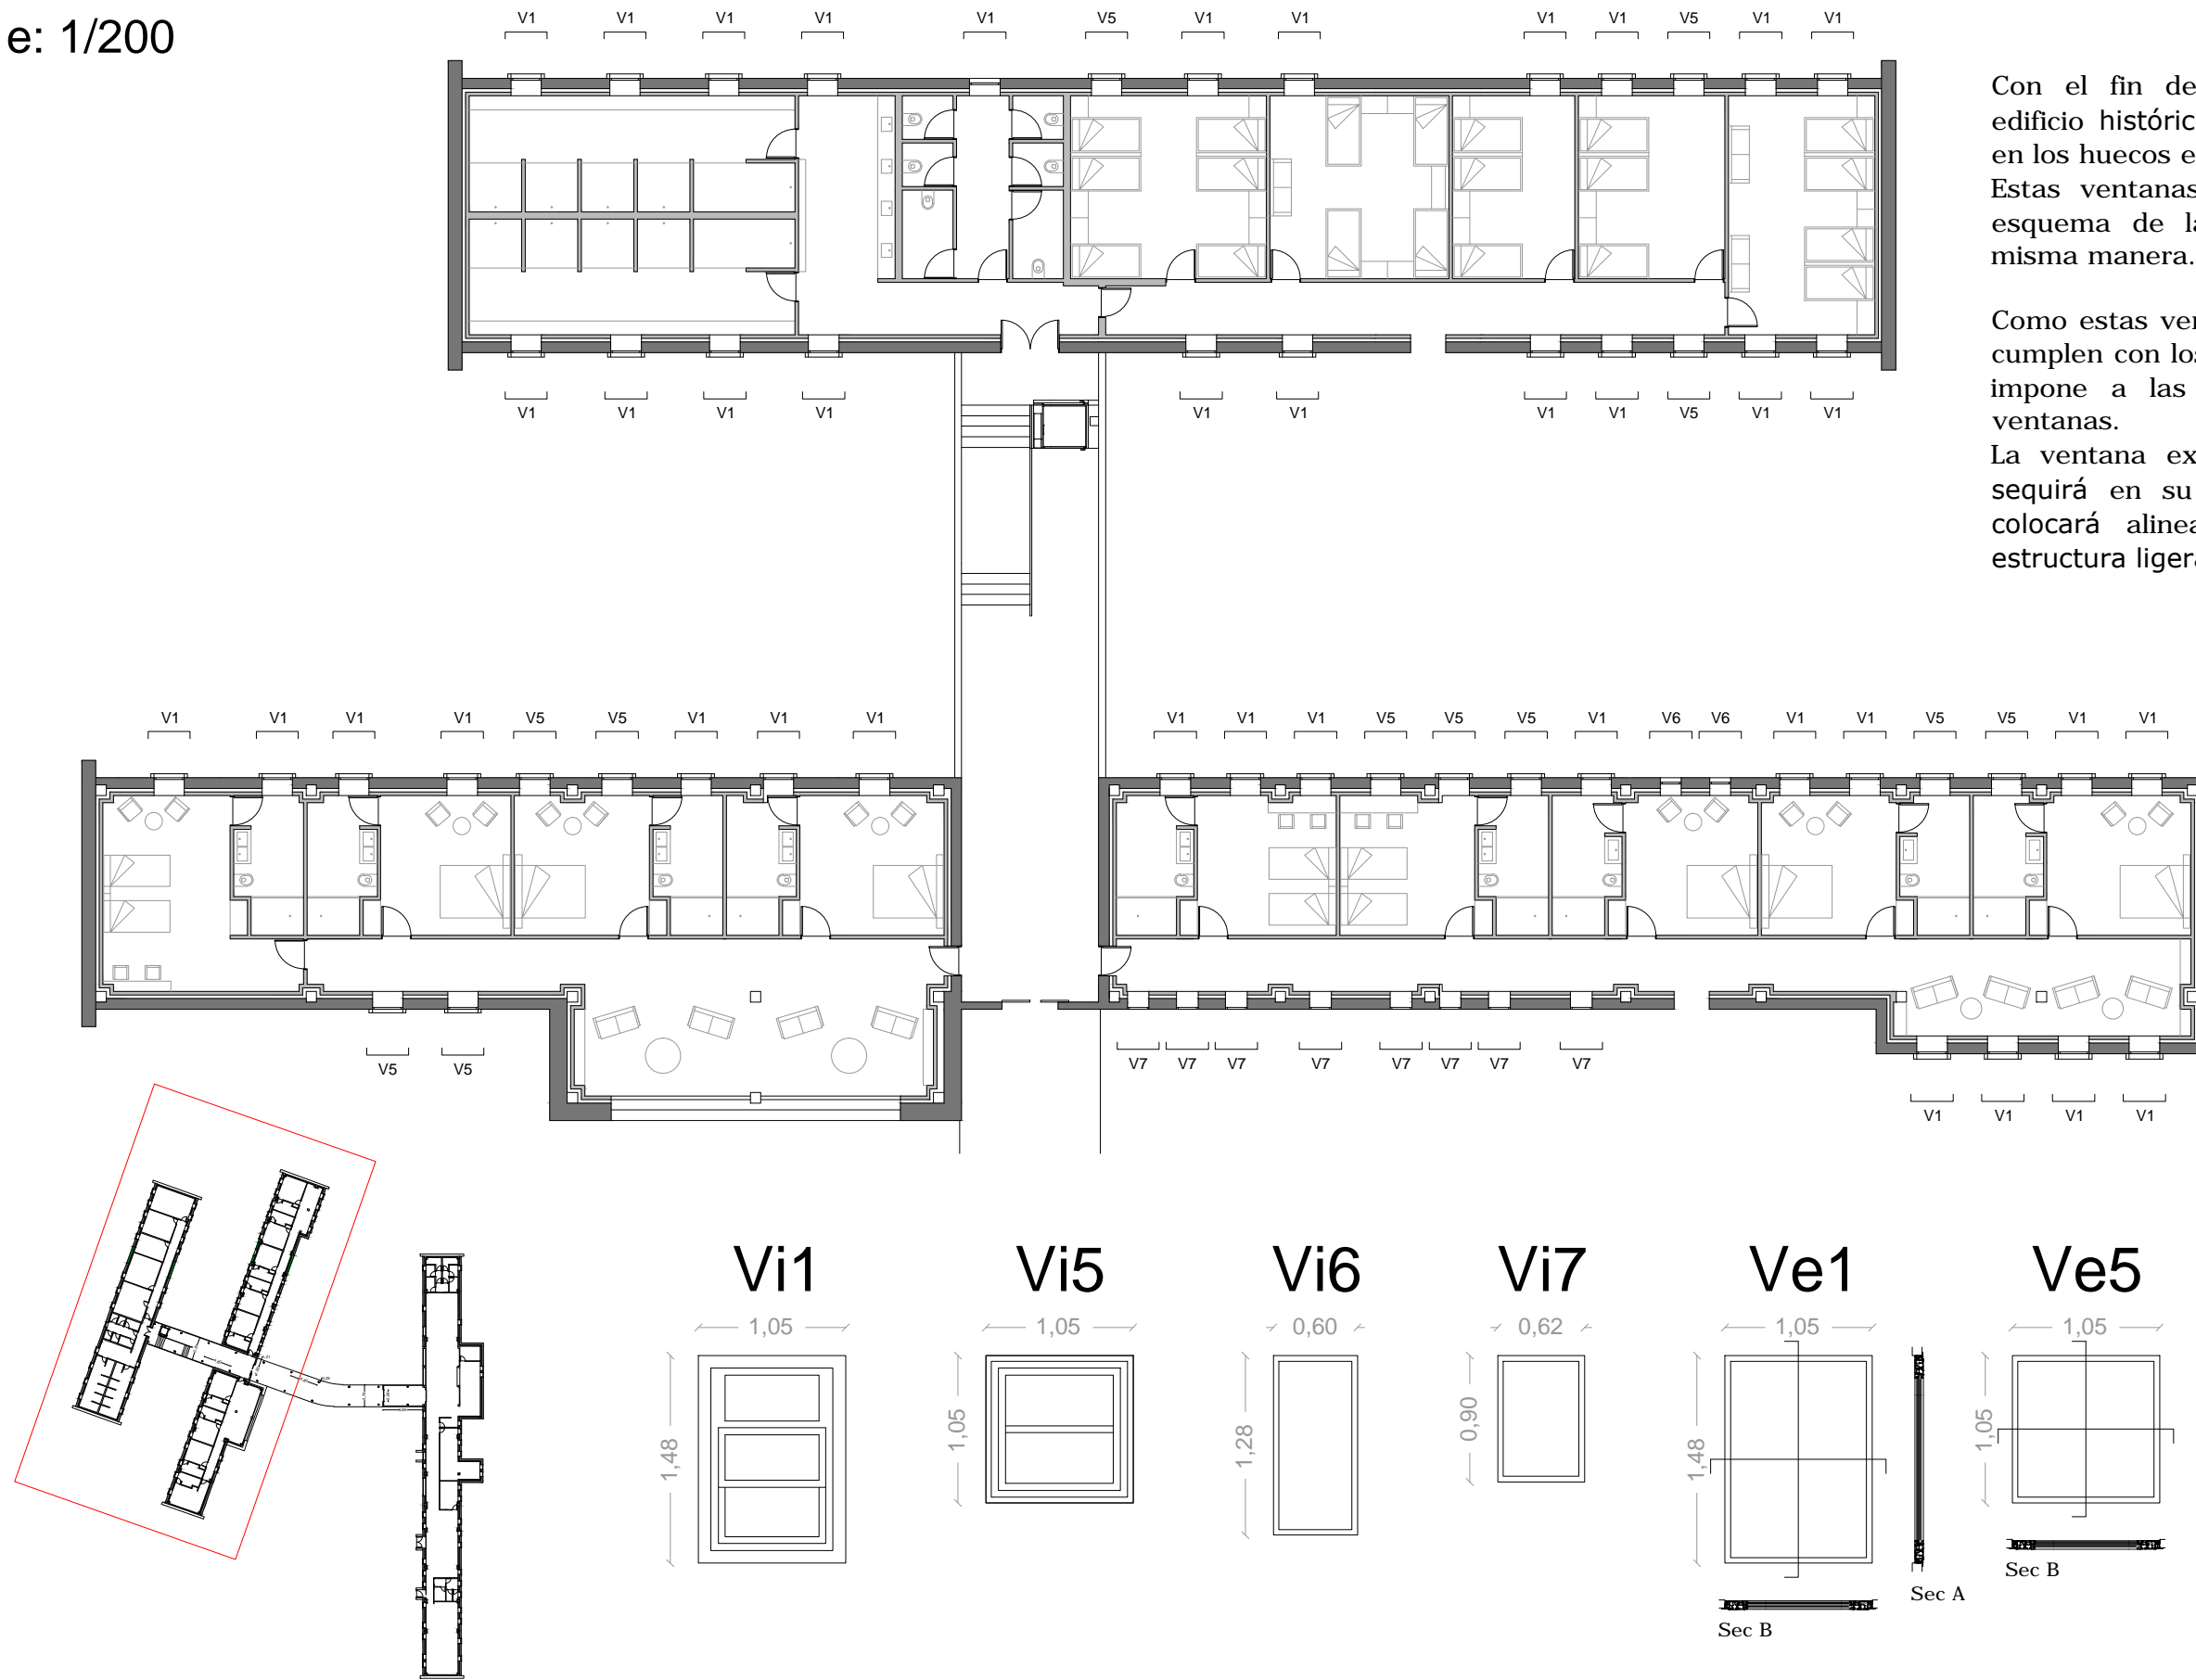 e: 1/200
V1 V1 V1 V1 V1 V5 V1 V1 V1 V1 V5 V1 V1
V1 V1 V1 V1 V1 V1 V1 V1 V5 V1 V1
Con el fin de
edificio históric
en los huecos e
Estas ventanas
esquema de la
misma manera.
Como estas ve
cumplen con los
impone a las
ventanas.
La ventana ex
sequirá en su
colocará alinea
estructura ligera
V1 V1 V1 V1 V5 V5 V1 V1 V1 V1 V1 V1 V5 V5 V5 V1 V6 V6 V1 V1 V5 V5 V1 V1
V5 V5 V7 V7 V7 V7 V7 V7 V7 V7
V1 V1 V1 V1
Vi1 Vi5 Vi6 Vi7 Ve1 Ve5
1,05 1,05 0,60 0,62 1,05 1,05
1,48 1,05 1,28 0,90 1,48 1,05
Sec B
Sec A
Sec B